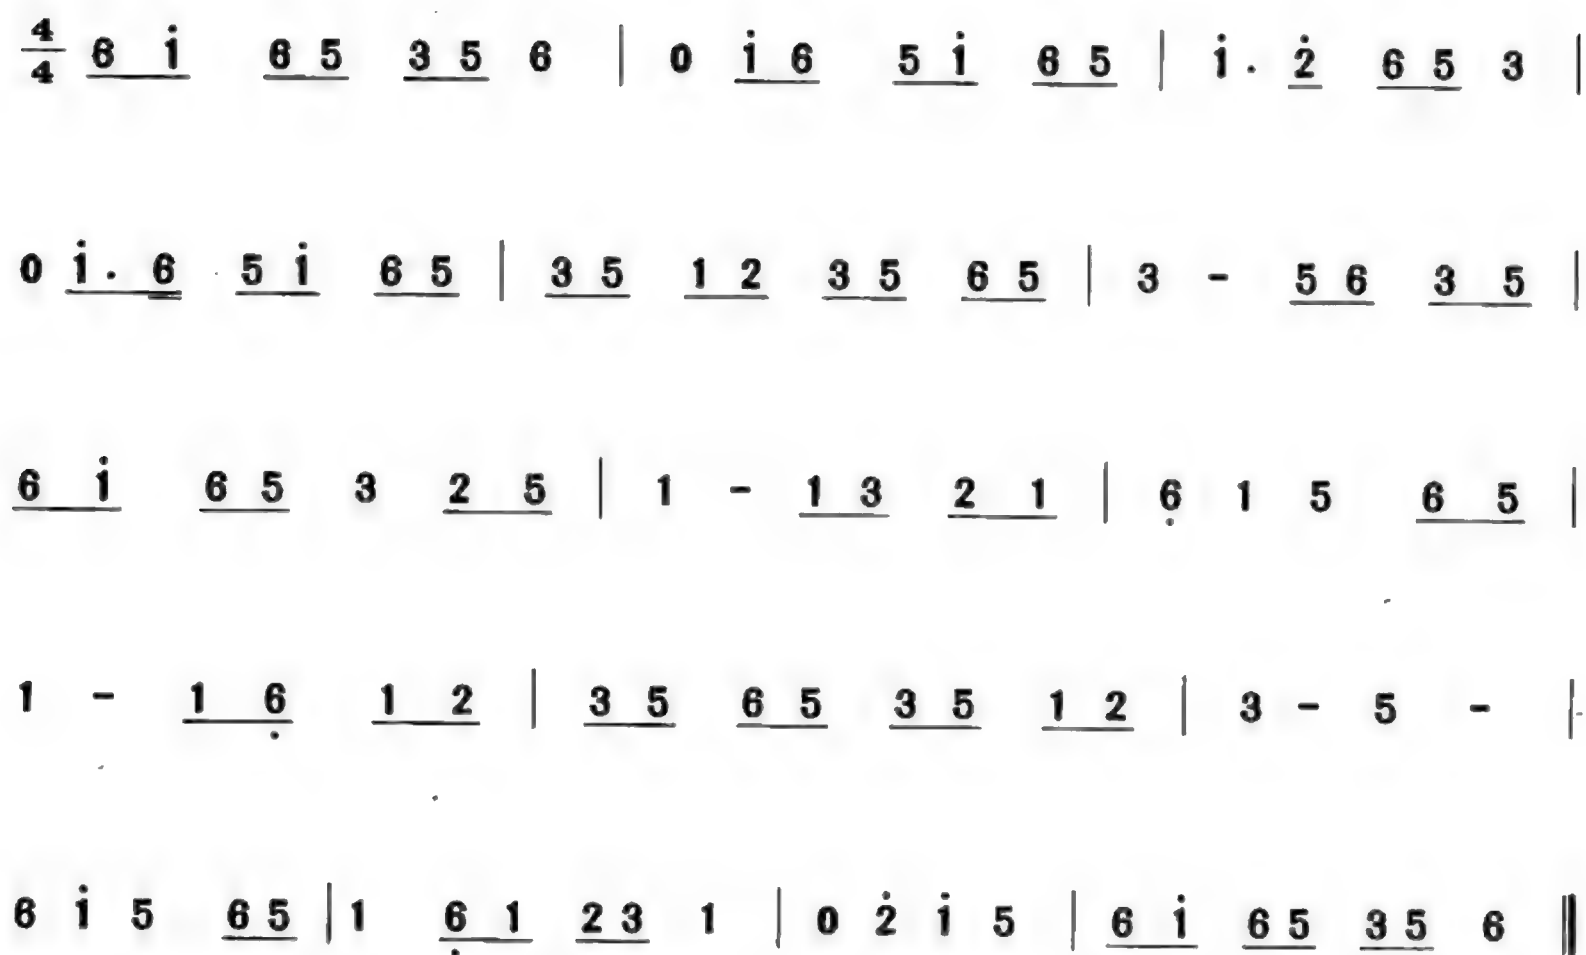 4/4 6 i̇ 6 5 3 5 6 | 0 i̇ 6 5 i̇ 6 5 | i̇ . 2̇ 6 5 3 |
0 i̇ . 6 5 i̇ 6 5 | 3 5 1 2 3 5 6 5 | 3 - 5 6 3 5 |
6 i̇ 6 5 3 2 5 | 1 - 1 3 2 1 | 6̣ 1 5 6 5 |
1 - 1 6̣ 1 2 | 3 5 6 5 3 5 1 2 | 3 - 5 - |
6 i̇ 5 6 5 | 1 6̣ 1 2 3 1 | 0 2̇ i̇ 5 | 6 i̇ 6 5 3 5 6 ‖